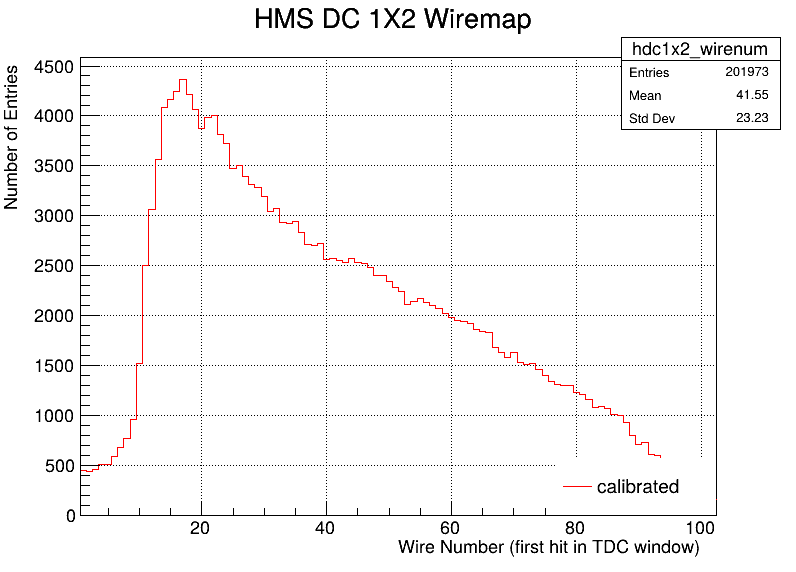 HMS DC 1X2 Wiremap
hdc1x2_wirenum
Entries 201973
Mean 41.55
Std Dev 23.23
Number of Entries
4500
4000
3500
3000
2500
2000
1500
1000
500
0
calibrated
20 40 60 80 100
Wire Number (first hit in TDC window)